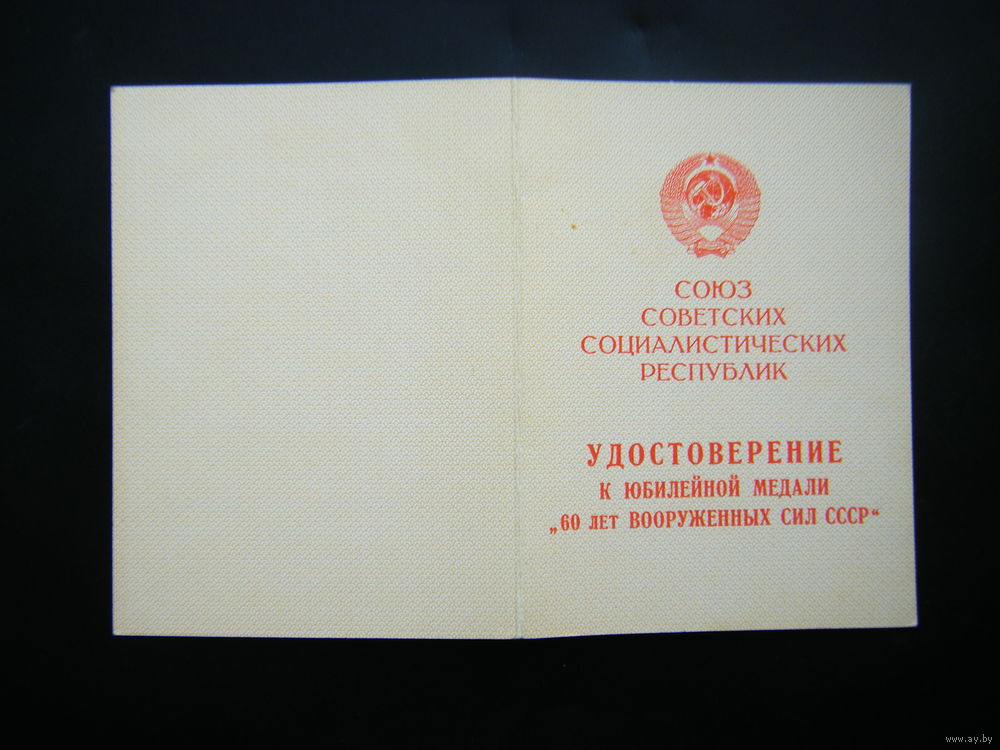 СОЮЗ
СОВЕТСКИХ
СОЦИАЛИСТИЧЕСКИХ
РЕСПУБЛИК
УДОСТОВЕРЕНИЕ
К ЮБИЛЕЙНОЙ МЕДАЛИ
„60 ЛЕТ ВООРУЖЕННЫХ СИЛ СССР“
www.ay.by